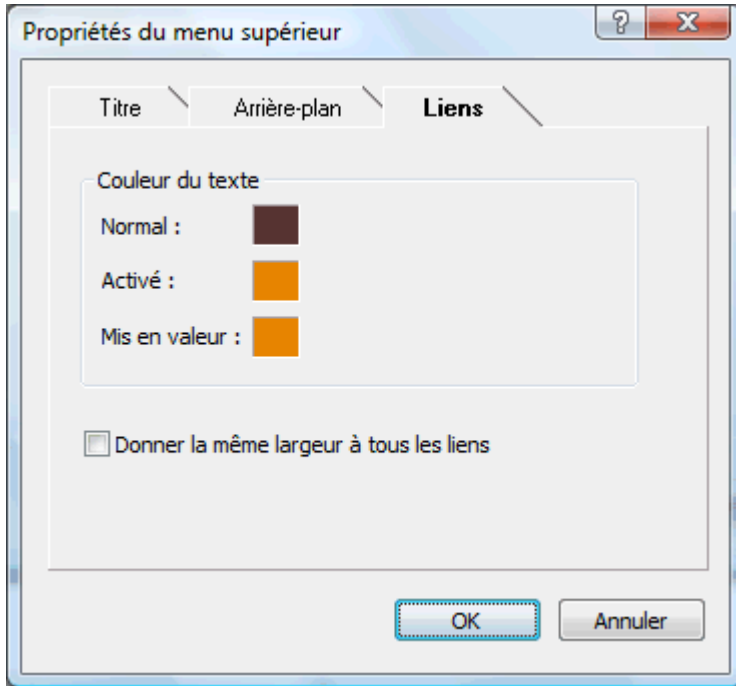 Propriétés du menu supérieur
Titre Arrière-plan Liens
Couleur du texte
Normal :
Activé :
Mis en valeur :
Donner la même largeur à tous les liens
OK Annuler